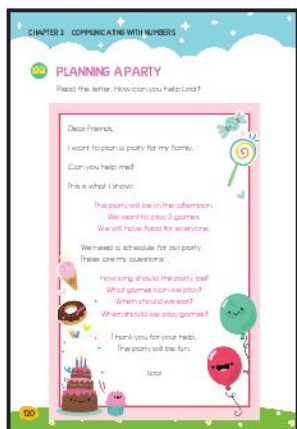 CHAPTER 2 COMMUNICATING WITH NUMBERS
PLANNING A PARTY
Read the letter. How can you help Loai?
Dear Friends,
I want to plan a party for my family.
Can you help me?
This is what I know:
The party will be in the afternoon.
We want to play 2 games.
We will have food for everyone.
We need a schedule for our party.
These are my questions:
How long should the party be?
What games can we play?
When should we eat?
When should we play games?
Thank you for your help.
The party will be fun.
Loai
120